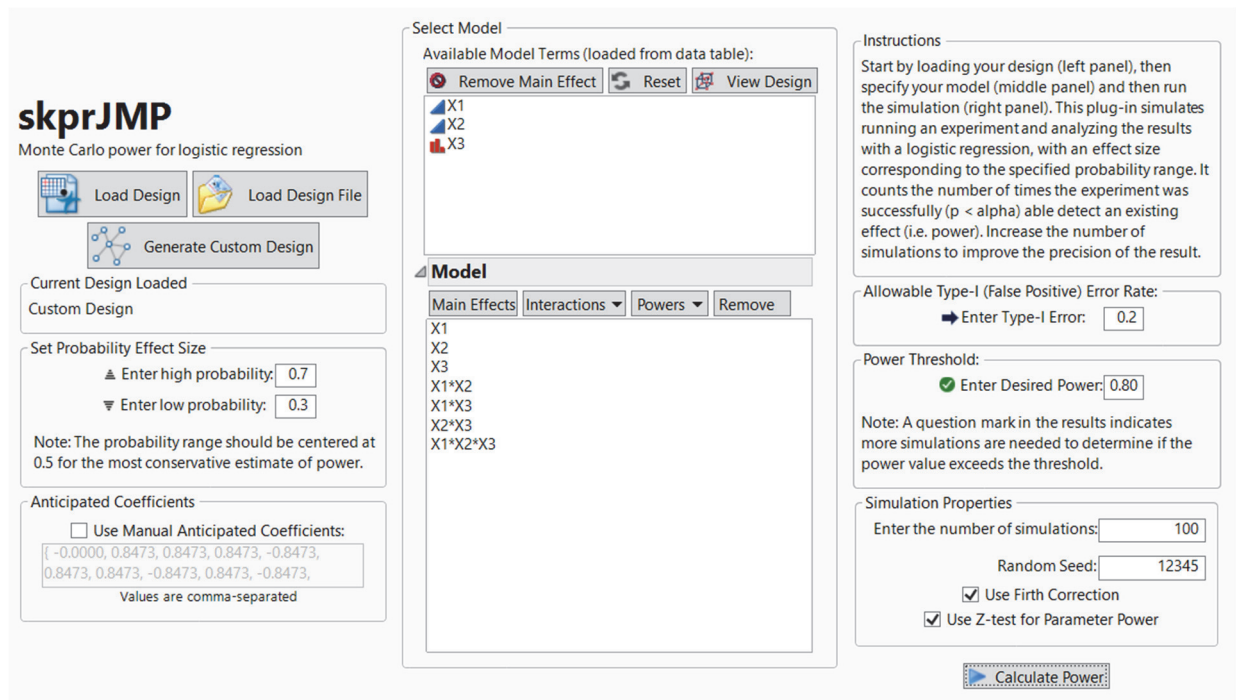 skprJMP
Monte Carlo power for logistic regression
Load Design
Load Design File
Generate Custom Design
Current Design Loaded
Custom Design
Set Probability Effect Size
Enter high probability: 0.7
Enter low probability: 0.3
Note: The probability range should be centered at
0.5 for the most conservative estimate of power.
Anticipated Coefficients
Use Manual Anticipated Coefficients:
{ -0.0000, 0.8473, 0.8473, 0.8473, -0.8473,
0.8473, 0.8473, -0.8473, 0.8473, -0.8473,
Values are comma-separated
Select Model
Available Model Terms (loaded from data table):
Remove Main Effect
Reset
View Design
X1
X2
X3
Model
Main Effects
Interactions
Powers
Remove
X1
X2
X3
X1*X2
X1*X3
X2*X3
X1*X2*X3
Instructions
Start by loading your design (left panel), then
specify your model (middle panel) and then run
the simulation (right panel). This plug-in simulates
running an experiment and analyzing the results
with a logistic regression, with an effect size
corresponding to the specified probability range. It
counts the number of times the experiment was
successfully (p < alpha) able detect an existing
effect (i.e. power). Increase the number of
simulations to improve the precision of the result.
Allowable Type-I (False Positive) Error Rate:
Enter Type-I Error: 0.2
Power Threshold:
Enter Desired Power: 0.80
Note: A question mark in the results indicates
more simulations are needed to determine if the
power value exceeds the threshold.
Simulation Properties
Enter the number of simulations: 100
Random Seed: 12345
Use Firth Correction
Use Z-test for Parameter Power
Calculate Power